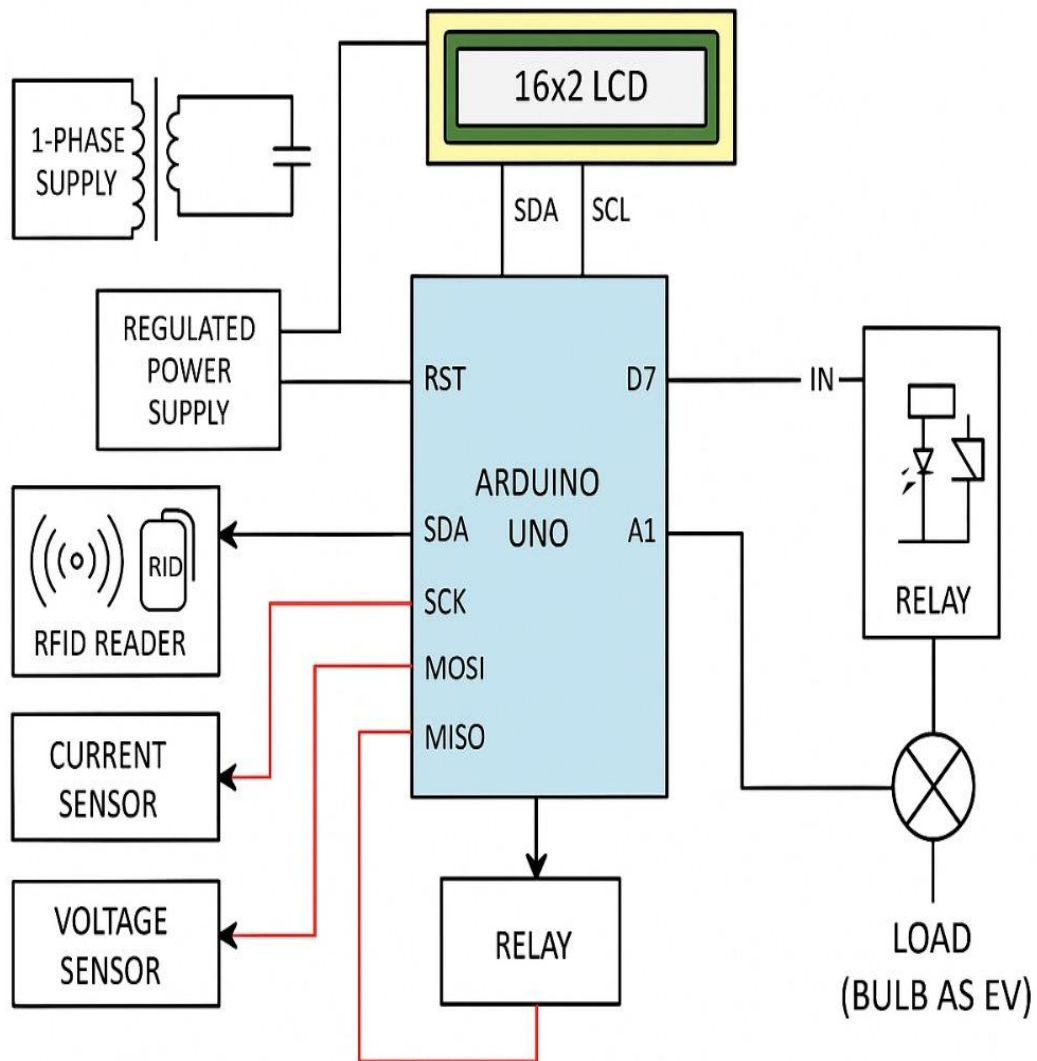 16x2 LCD
1-PHASE
SUPPLY
SDA
SCL
REGULATED
POWER
SUPPLY
RST
D7
IN
ARDUINO
UNO
SDA
A1
RID
RFID READER
SCK
MOSI
MISO
RELAY
CURRENT
SENSOR
VOLTAGE
SENSOR
RELAY
LOAD
(BULB AS EV)